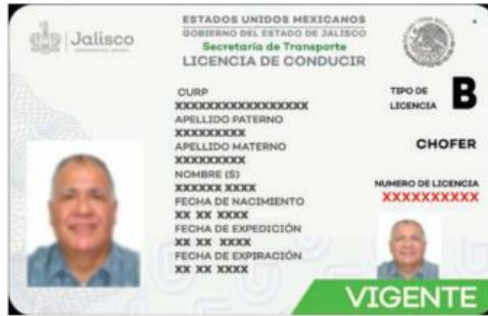 Jalisco
ESTADOS UNIDOS MEXICANOS
GOBIERNO DEL ESTADO DE JALISCO
Secretaría de Transporte
LICENCIA DE CONDUCIR
CURP
XXXXXXXXXXXXXXXXX
APELLIDO PATERNO
XXXXXXXXX
APELLIDO MATERNO
XXXXXXXXX
NOMBRE (S)
XXXXXX XXXX
FECHA DE NACIMIENTO
XX XX XXXX
FECHA DE EXPEDICIÓN
XX XX XXXX
FECHA DE EXPIRACIÓN
XX XX XXXX
TIPO DE
LICENCIA B
CHOFER
NUMERO DE LICENCIA
XXXXXXXXXX
VIGENTE